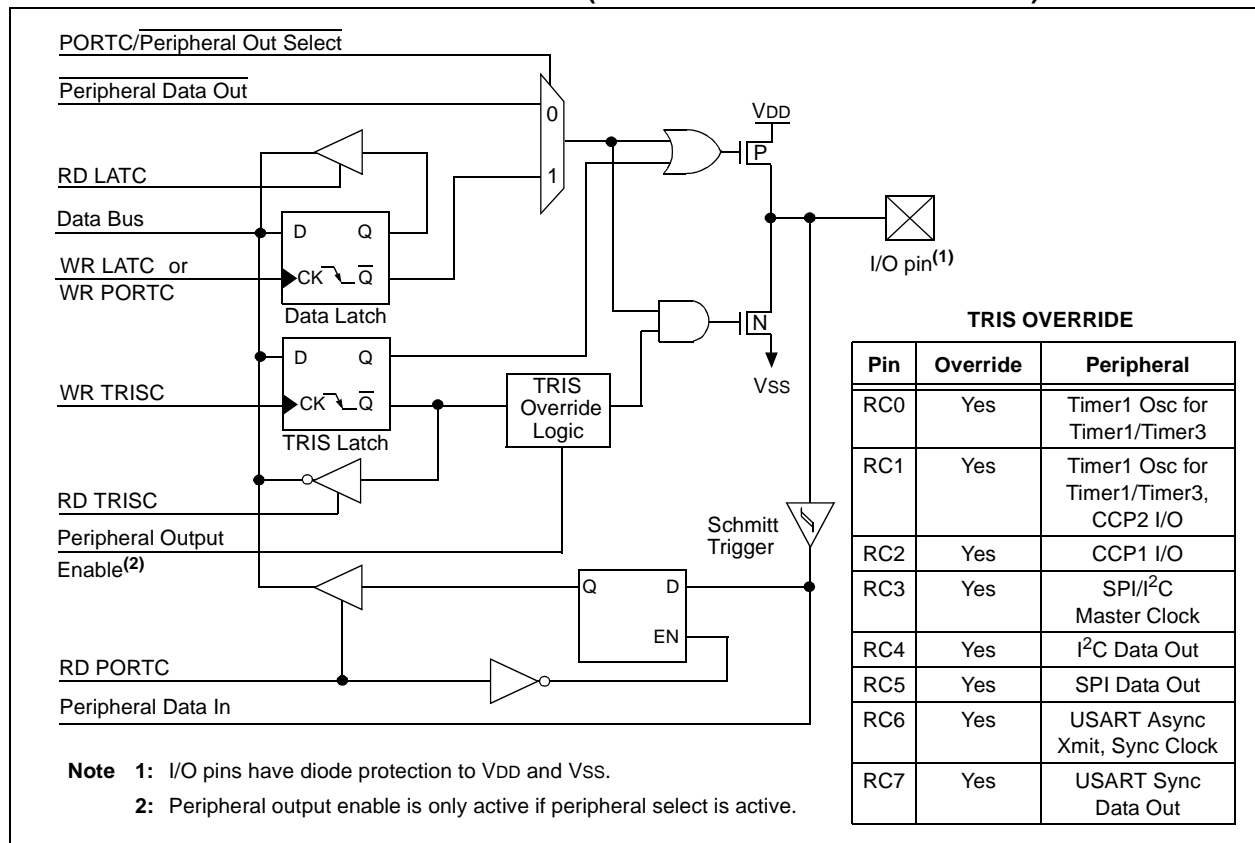 PORTC/Peripheral Out Select
Peripheral Data Out
RD LATC
Data Bus
WR LATC or
WR PORTC
D Q
CK Q
Data Latch
D Q
CK Q
TRIS Latch
WR TRISC
RD TRISC
Peripheral Output
Enable(2)
RD PORTC
Peripheral Data In
0
1
TRIS
Override
Logic
VDD
P
N
VSS
I/O pin(1)
Schmitt
Trigger
Q D
EN
TRIS OVERRIDE
Pin Override Peripheral
RC0 Yes Timer1 Osc for
Timer1/Timer3
RC1 Yes Timer1 Osc for
Timer1/Timer3,
CCP2 I/O
RC2 Yes CCP1 I/O
RC3 Yes SPI/I2C
Master Clock
RC4 Yes I2C Data Out
RC5 Yes SPI Data Out
RC6 Yes USART Async
Xmit, Sync Clock
RC7 Yes USART Sync
Data Out
Note 1: I/O pins have diode protection to VDD and VSS.
2: Peripheral output enable is only active if peripheral select is active.